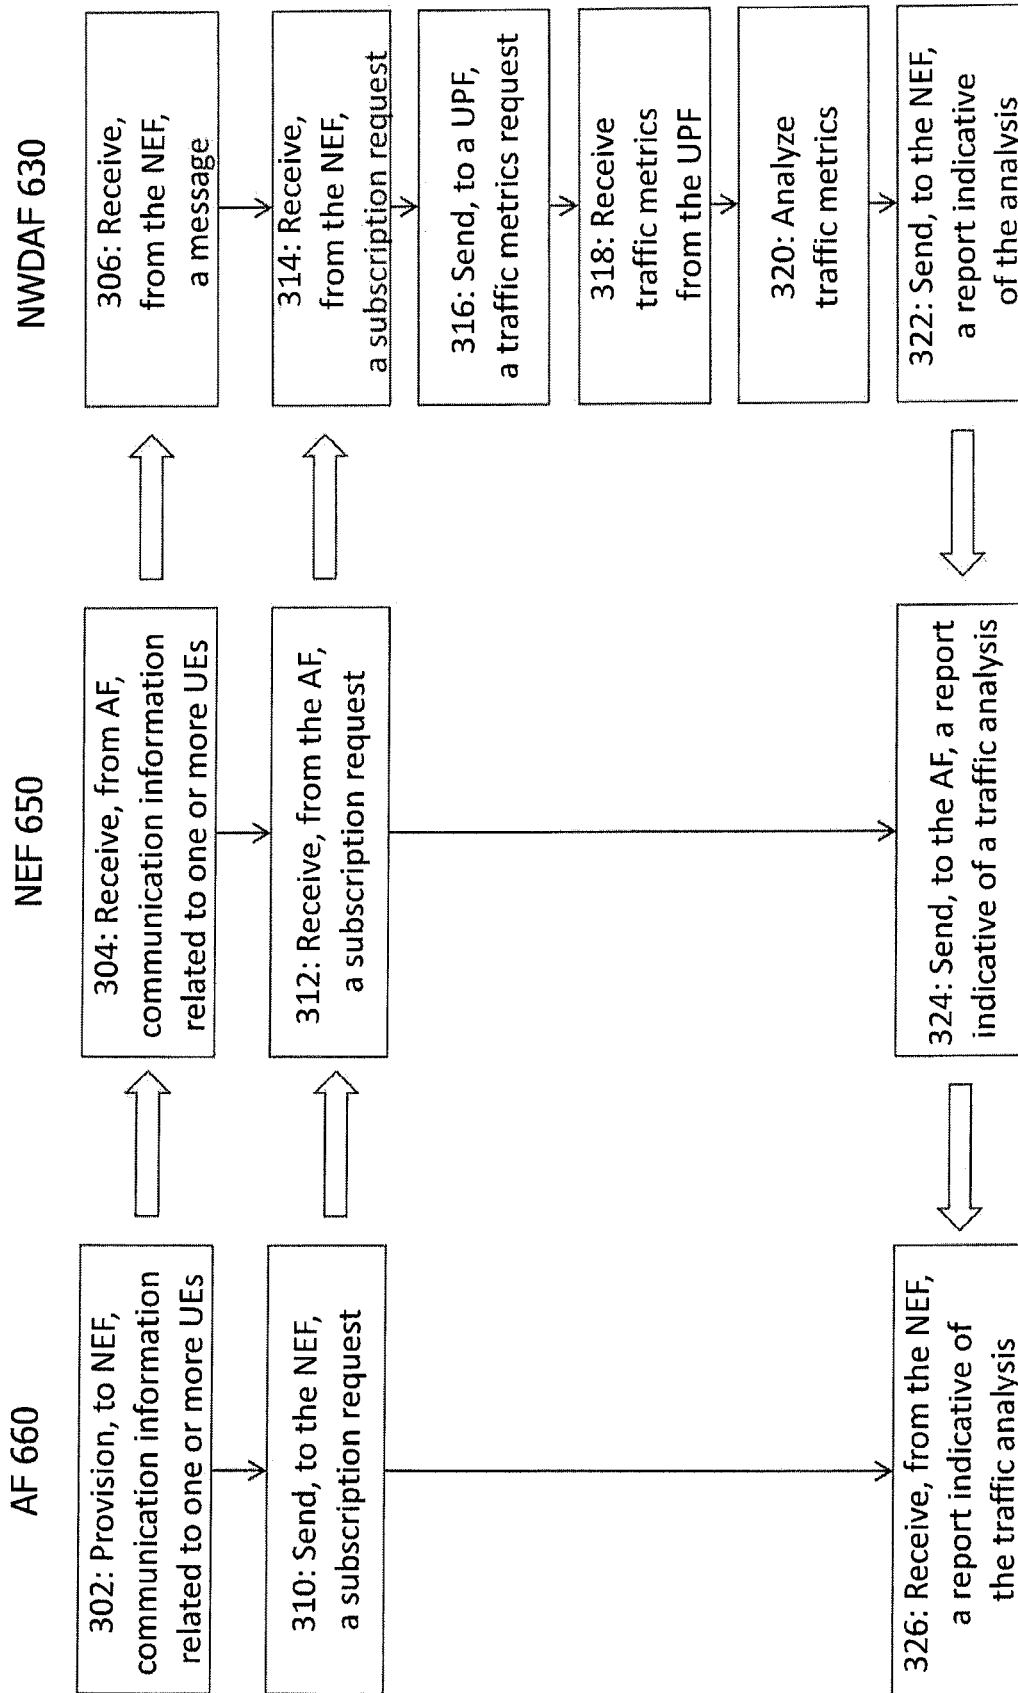 AF 660
302: Provision, to NEF,
communication information
related to one or more UEs
310: Send, to the NEF,
a subscription request
326: Receive, from the NEF,
a report indicative of
the traffic analysis
NEF 650
304: Receive, from AF,
communication information
related to one or more UEs
312: Receive, from the AF,
a subscription request
324: Send, to the AF, a report
indicative of a traffic analysis
NWDAF 630
306: Receive,
from the NEF,
a message
314: Receive,
from the NEF,
a subscription request
316: Send, to a UPF,
a traffic metrics request
318: Receive
traffic metrics
from the UPF
320: Analyze
traffic metrics
322: Send, to the NEF,
a report indicative
of the analysis